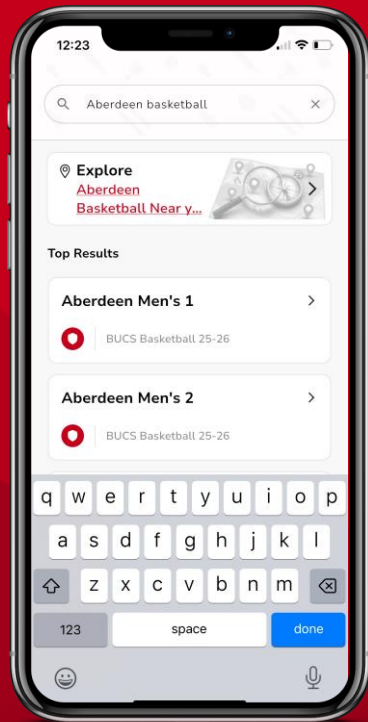 12:23
Aberdeen basketball
Explore
Aberdeen
Basketball Near y...
Top Results
Aberdeen Men's 1
BUCS Basketball 25-26
Aberdeen Men's 2
BUCS Basketball 25-26
q w e r t y u i o p
a s d f g h j k l
z x c v b n m
123 space done